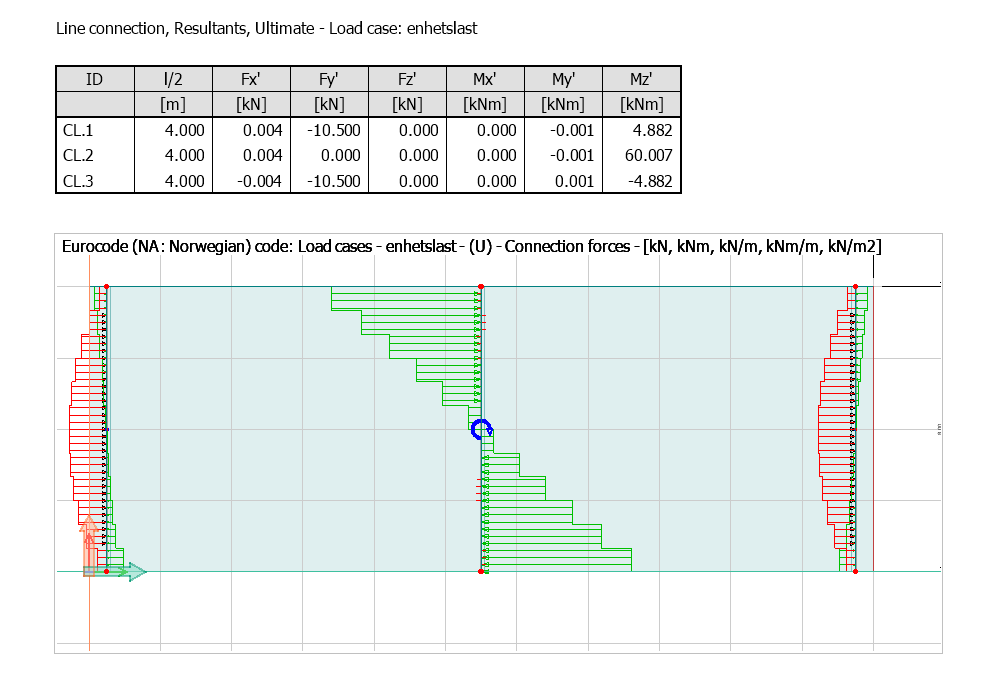 Line connection, Resultants, Ultimate - Load case: enhetslast
ID l/2 Fx' Fy' Fz' Mx' My' Mz'
[m] [kN] [kN] [kN] [kNm] [kNm] [kNm]
CL.1 4.000 0.004 -10.500 0.000 0.000 -0.001 4.882
CL.2 4.000 0.004 0.000 0.000 0.000 -0.001 60.007
CL.3 4.000 -0.004 -10.500 0.000 0.000 0.001 -4.882
Eurocode (NA: Norwegian) code: Load cases - enhetslast - (U) - Connection forces - [kN, kNm, kN/m, kNm/m, kN/m2]